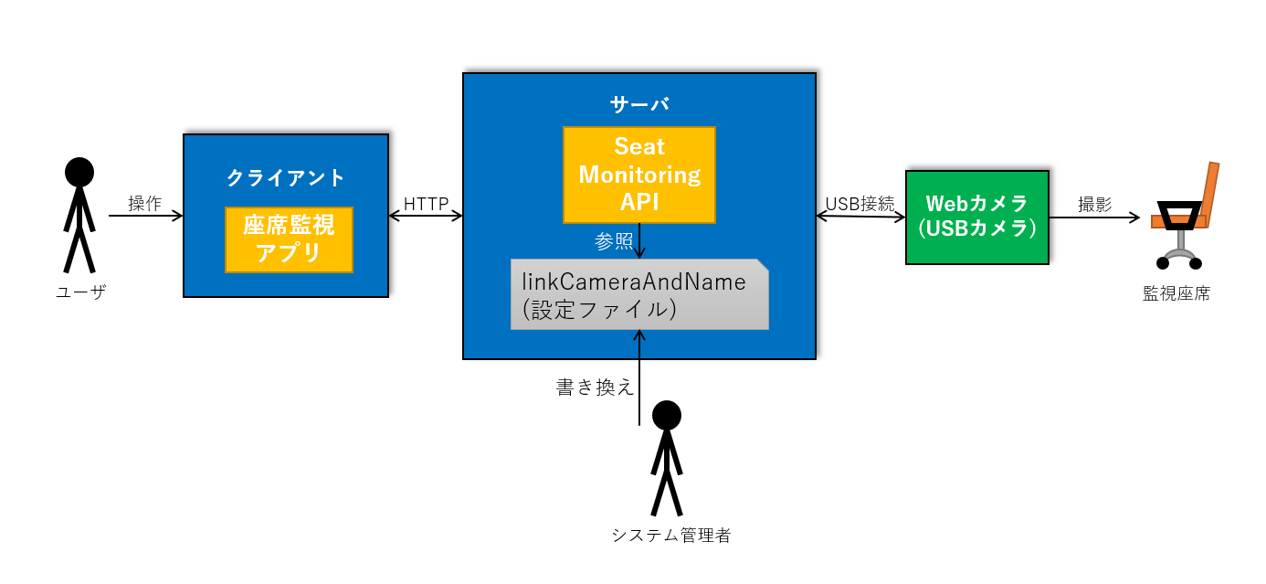 サーバ
Seat
Monitoring
API
クライアント
座席監視
アプリ
操作
ユーザ
HTTP
参照
linkCameraAndName
(設定ファイル)
USB接続
Webカメラ
(USBカメラ)
撮影
監視座席
書き換え
システム管理者